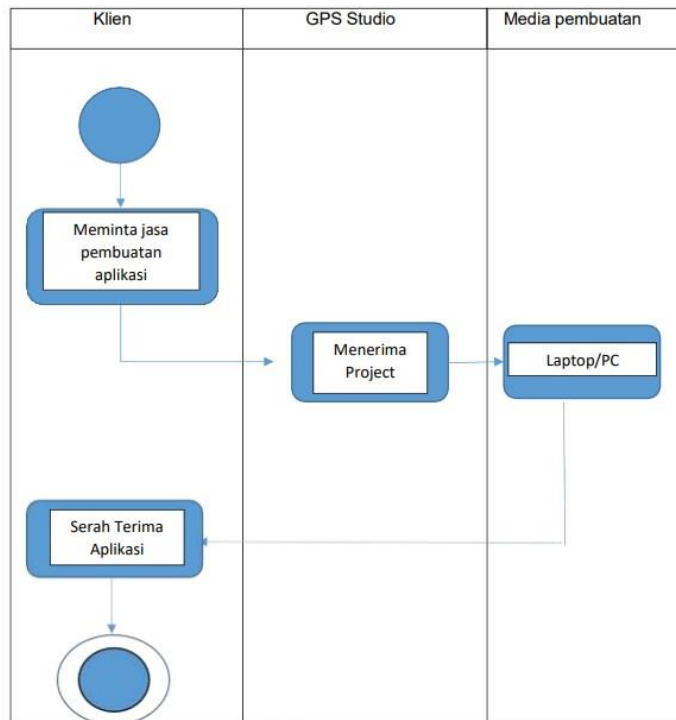 Klien
GPS Studio
Media pembuatan
Meminta jasa
pembuatan
aplikasi
Menerima
Project
Laptop/PC
Serah Terima
Aplikasi